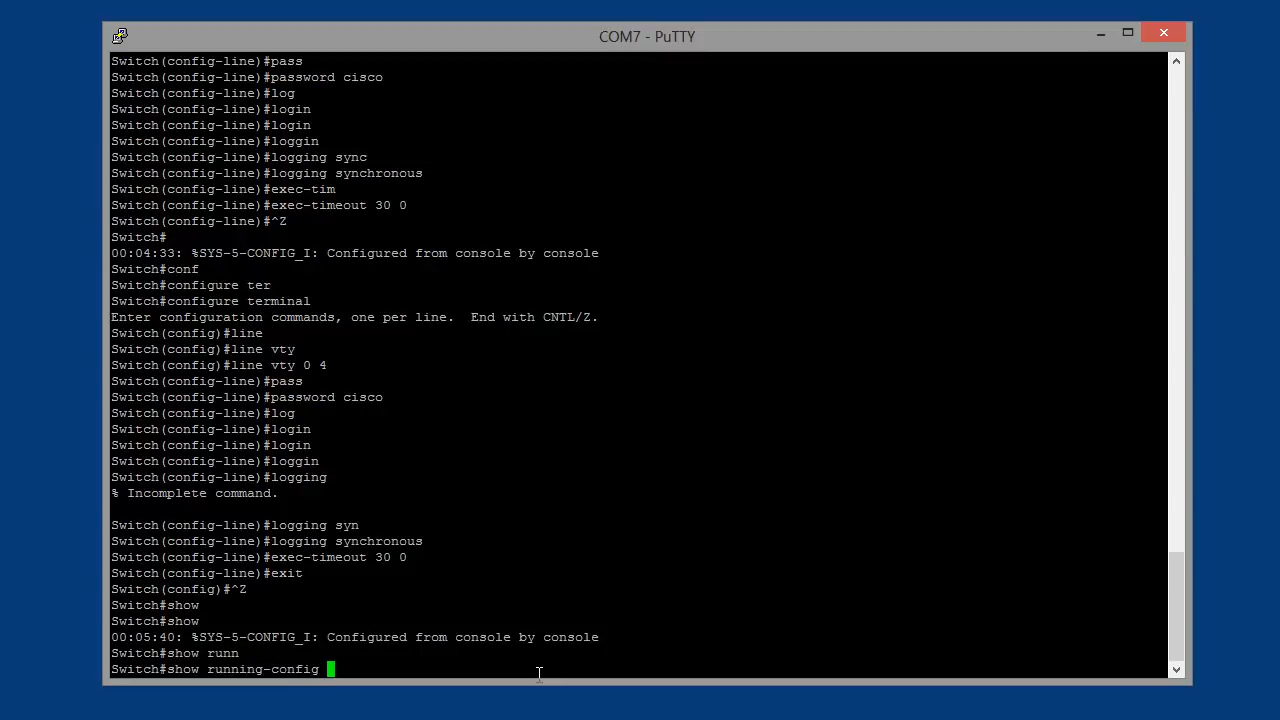 COM7 - PuTTY
Switch(config-line)#pass
Switch(config-line)#password cisco
Switch(config-line)#log
Switch(config-line)#login
Switch(config-line)#login
Switch(config-line)#loggin
Switch(config-line)#logging sync
Switch(config-line)#logging synchronous
Switch(config-line)#exec-tim
Switch(config-line)#exec-timeout 30 0
Switch(config-line)#^Z
Switch#
00:04:33: %SYS-5-CONFIG_I: Configured from console by console
Switch#conf
Switch#configure ter
Switch#configure terminal
Enter configuration commands, one per line.  End with CNTL/Z.
Switch(config)#line
Switch(config)#line vty
Switch(config)#line vty 0 4
Switch(config-line)#pass
Switch(config-line)#password cisco
Switch(config-line)#log
Switch(config-line)#login
Switch(config-line)#login
Switch(config-line)#loggin
Switch(config-line)#logging
% Incomplete command.
Switch(config-line)#logging syn
Switch(config-line)#logging synchronous
Switch(config-line)#exec-timeout 30 0
Switch(config-line)#exit
Switch(config)#^Z
Switch#show
Switch#show
00:05:40: %SYS-5-CONFIG_I: Configured from console by console
Switch#show runn
Switch#show running-config